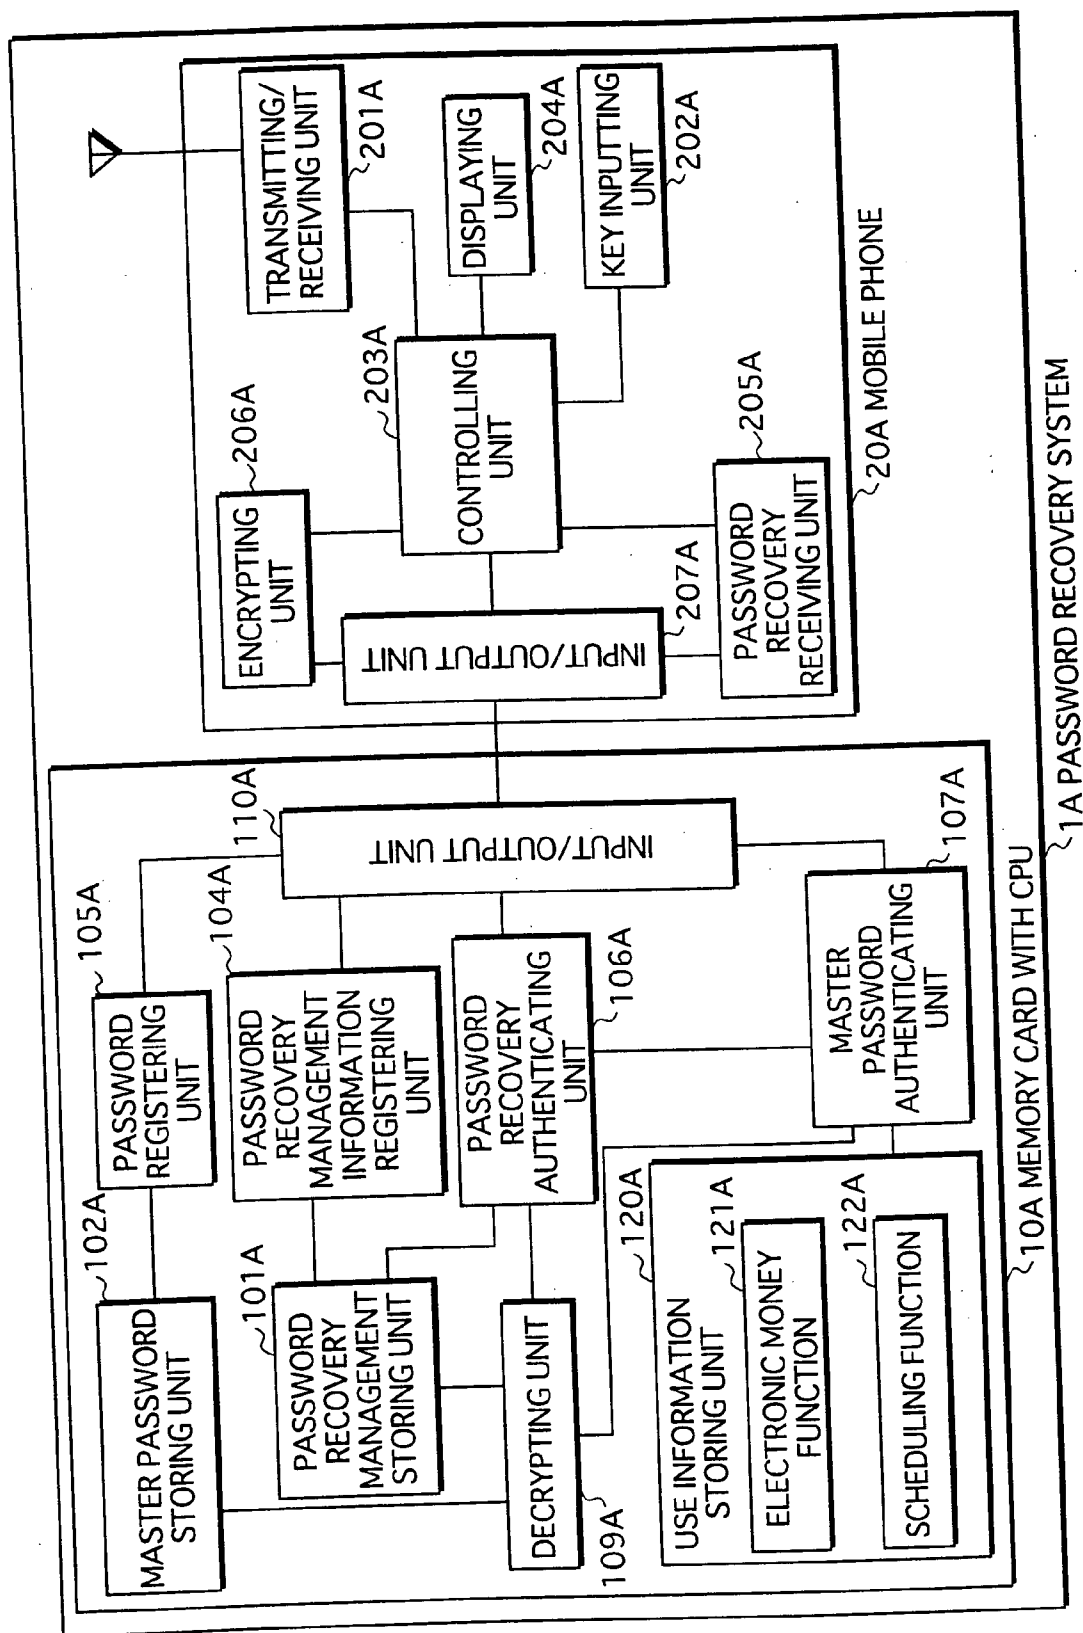 1A PASSWORD RECOVERY SYSTEM
10A MEMORY CARD WITH CPU
102A
MASTER PASSWORD
STORING UNIT
105A
PASSWORD
REGISTERING
UNIT
101A
PASSWORD
RECOVERY
MANAGEMENT
STORING UNIT
104A
PASSWORD
RECOVERY
MANAGEMENT
INFORMATION
REGISTERING
UNIT
110A
INPUT/OUTPUT UNIT
DECRYPTING UNIT
109A
PASSWORD
RECOVERY
AUTHENTICATING
UNIT
106A
120A
USE INFORMATION
STORING UNIT
121A
ELECTRONIC MONEY
FUNCTION
122A
SCHEDULING FUNCTION
MASTER
PASSWORD
AUTHENTICATING
UNIT
107A
20A MOBILE PHONE
ENCRYPTING
UNIT
206A
INPUT/OUTPUT UNIT
207A
203A
CONTROLLING
UNIT
PASSWORD
RECOVERY
RECEIVING UNIT
205A
TRANSMITTING/
RECEIVING UNIT
201A
DISPLAYING
UNIT
204A
KEY INPUTTING
UNIT
202A